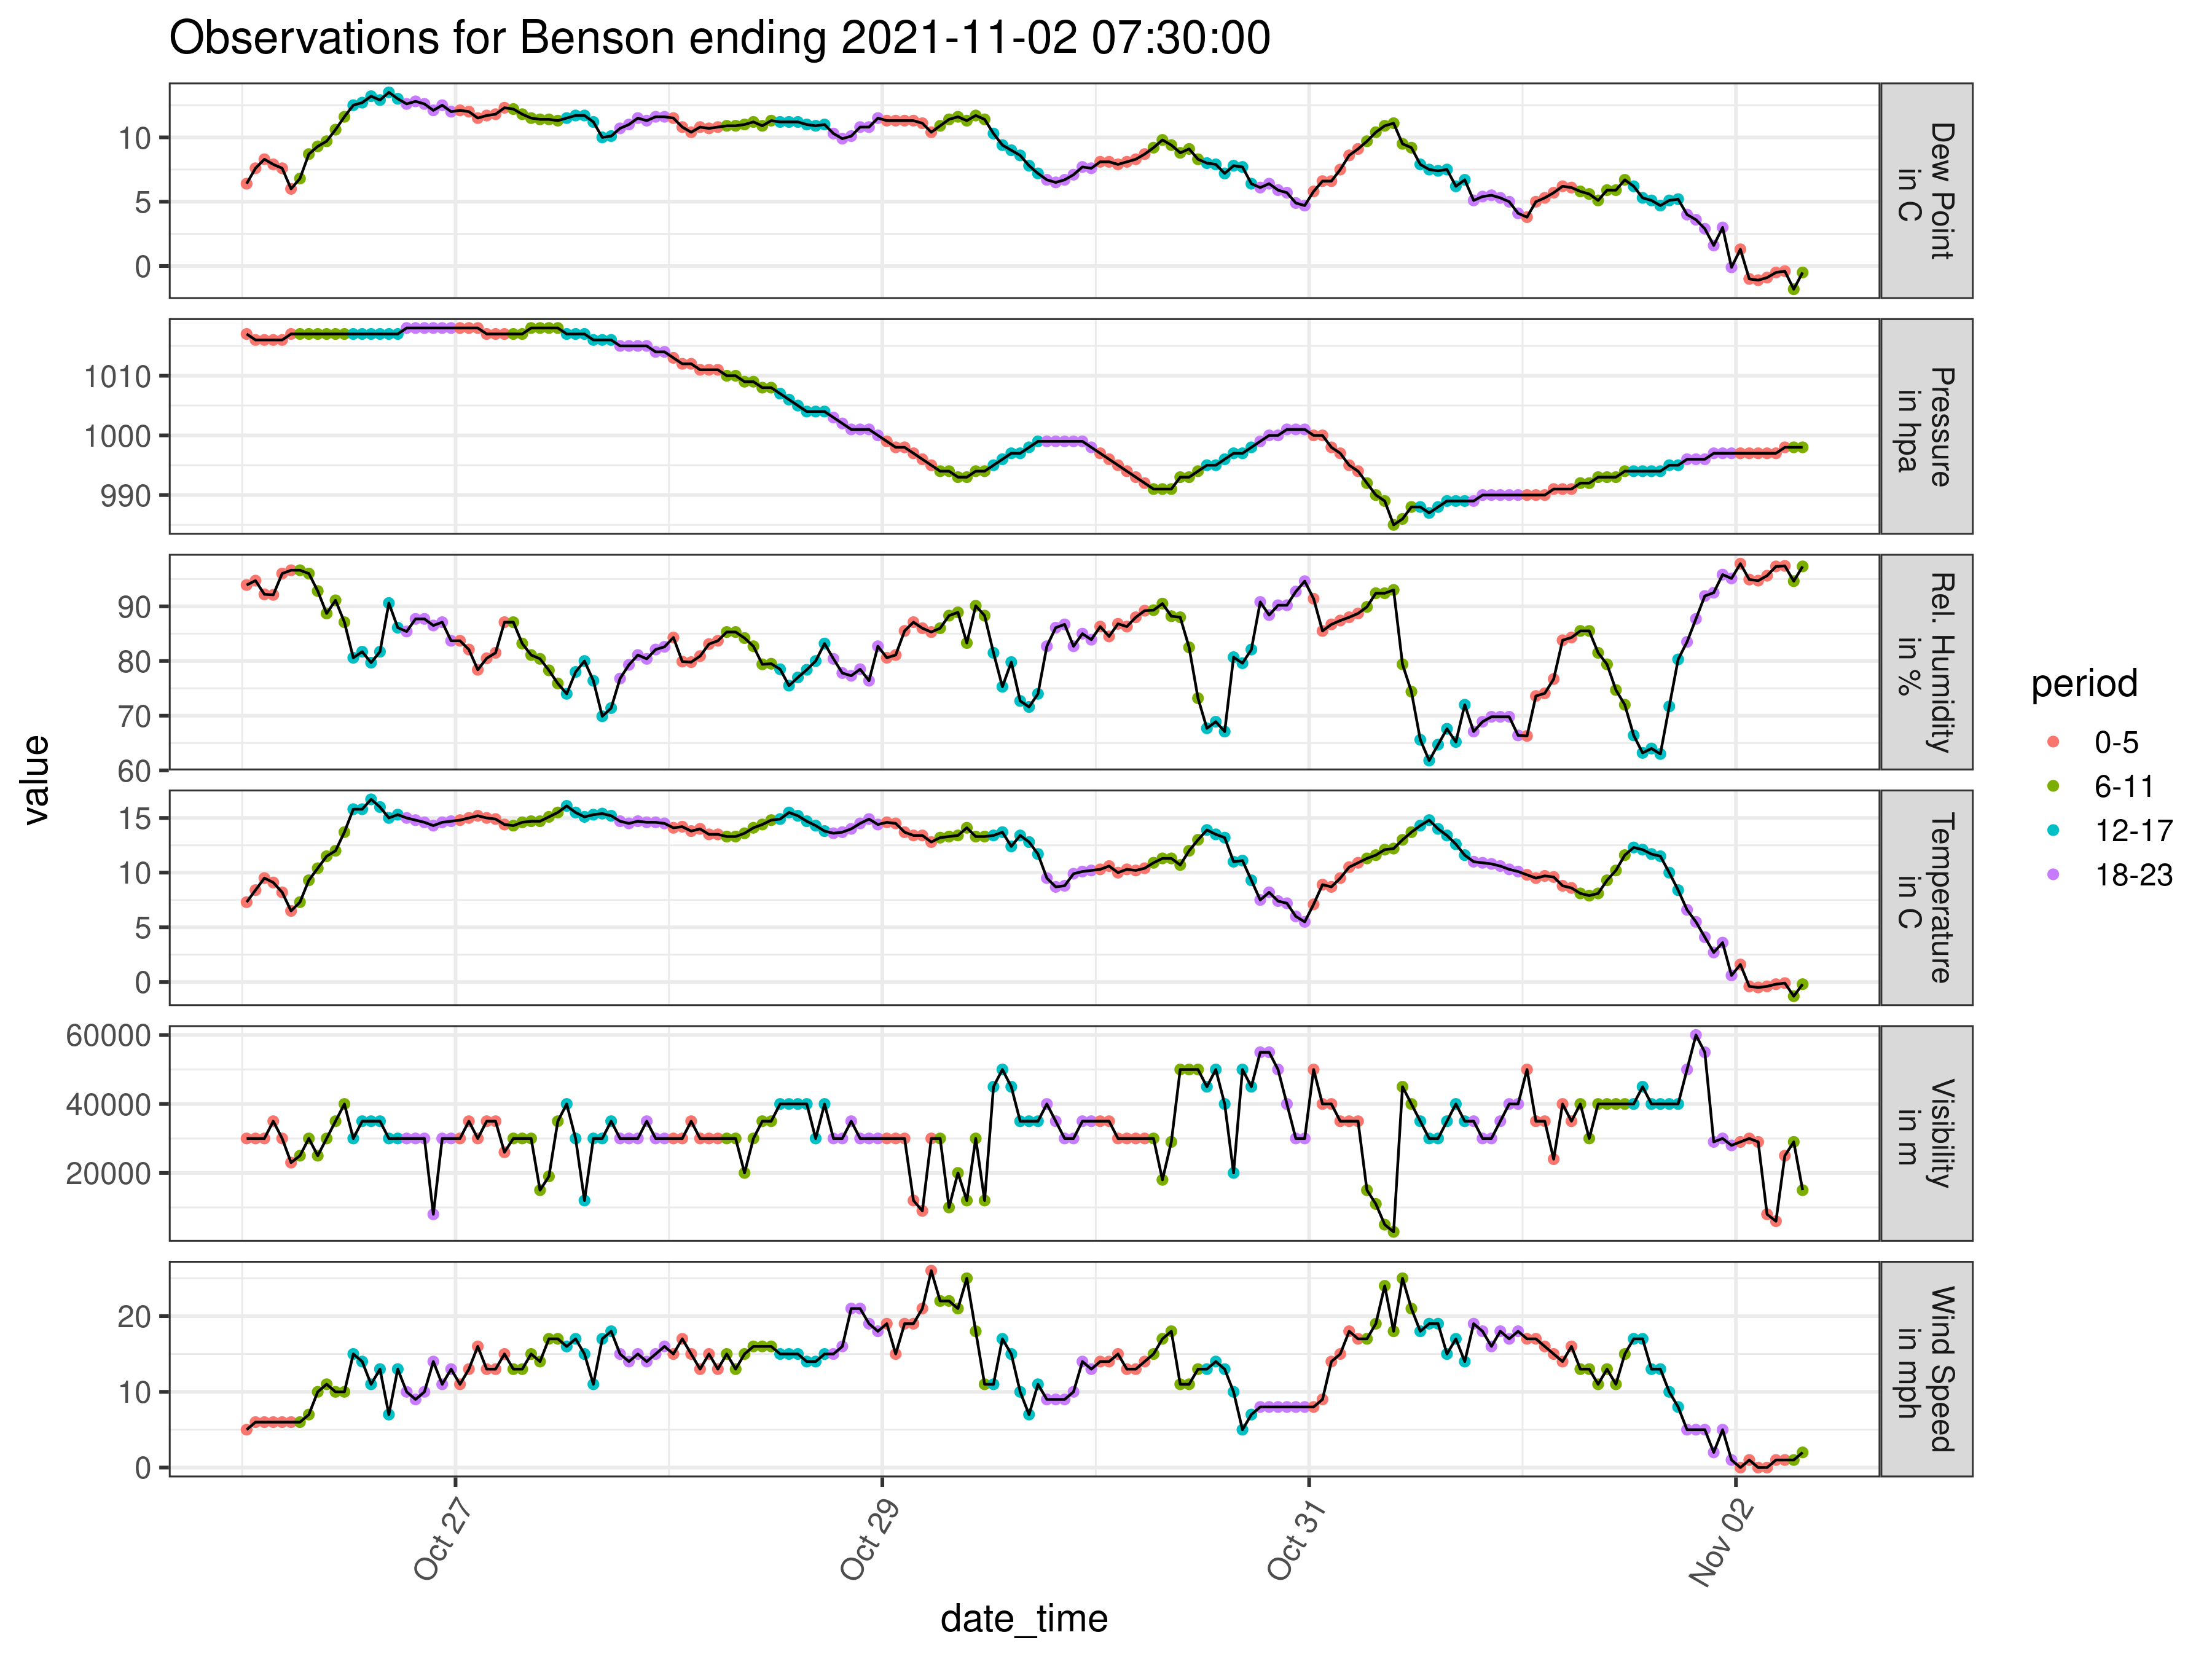 Observations for Benson ending 2021-11-02 07:30:00
value
10
5
0
Dew Point
in C
1010
1000
990
Pressure
in hpa
90
80
70
60
Rel. Humidity
in %
15
10
5
0
Temperature
in C
60000
40000
20000
Visibility
in m
20
10
0
Wind Speed
in mph
Oct 27
Oct 29
Oct 31
Nov 02
date_time
period
0-5
6-11
12-17
18-23